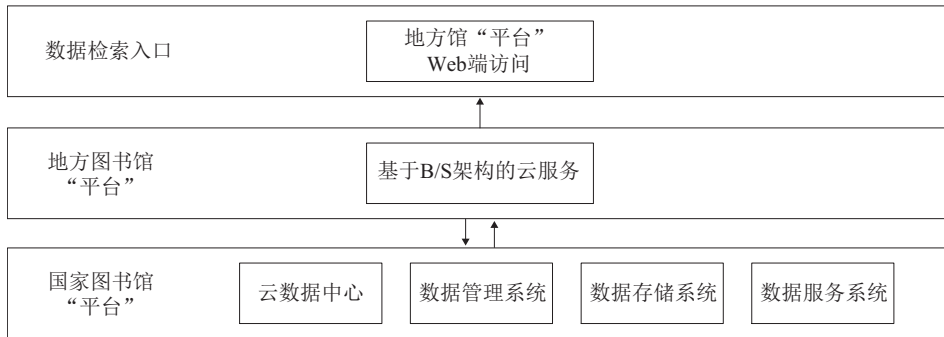 数据检索入口
地方馆“平台”
Web端访问
地方图书馆
“平台”
基于B/S架构的云服务
国家图书馆
“平台”
云数据中心
数据管理系统
数据存储系统
数据服务系统